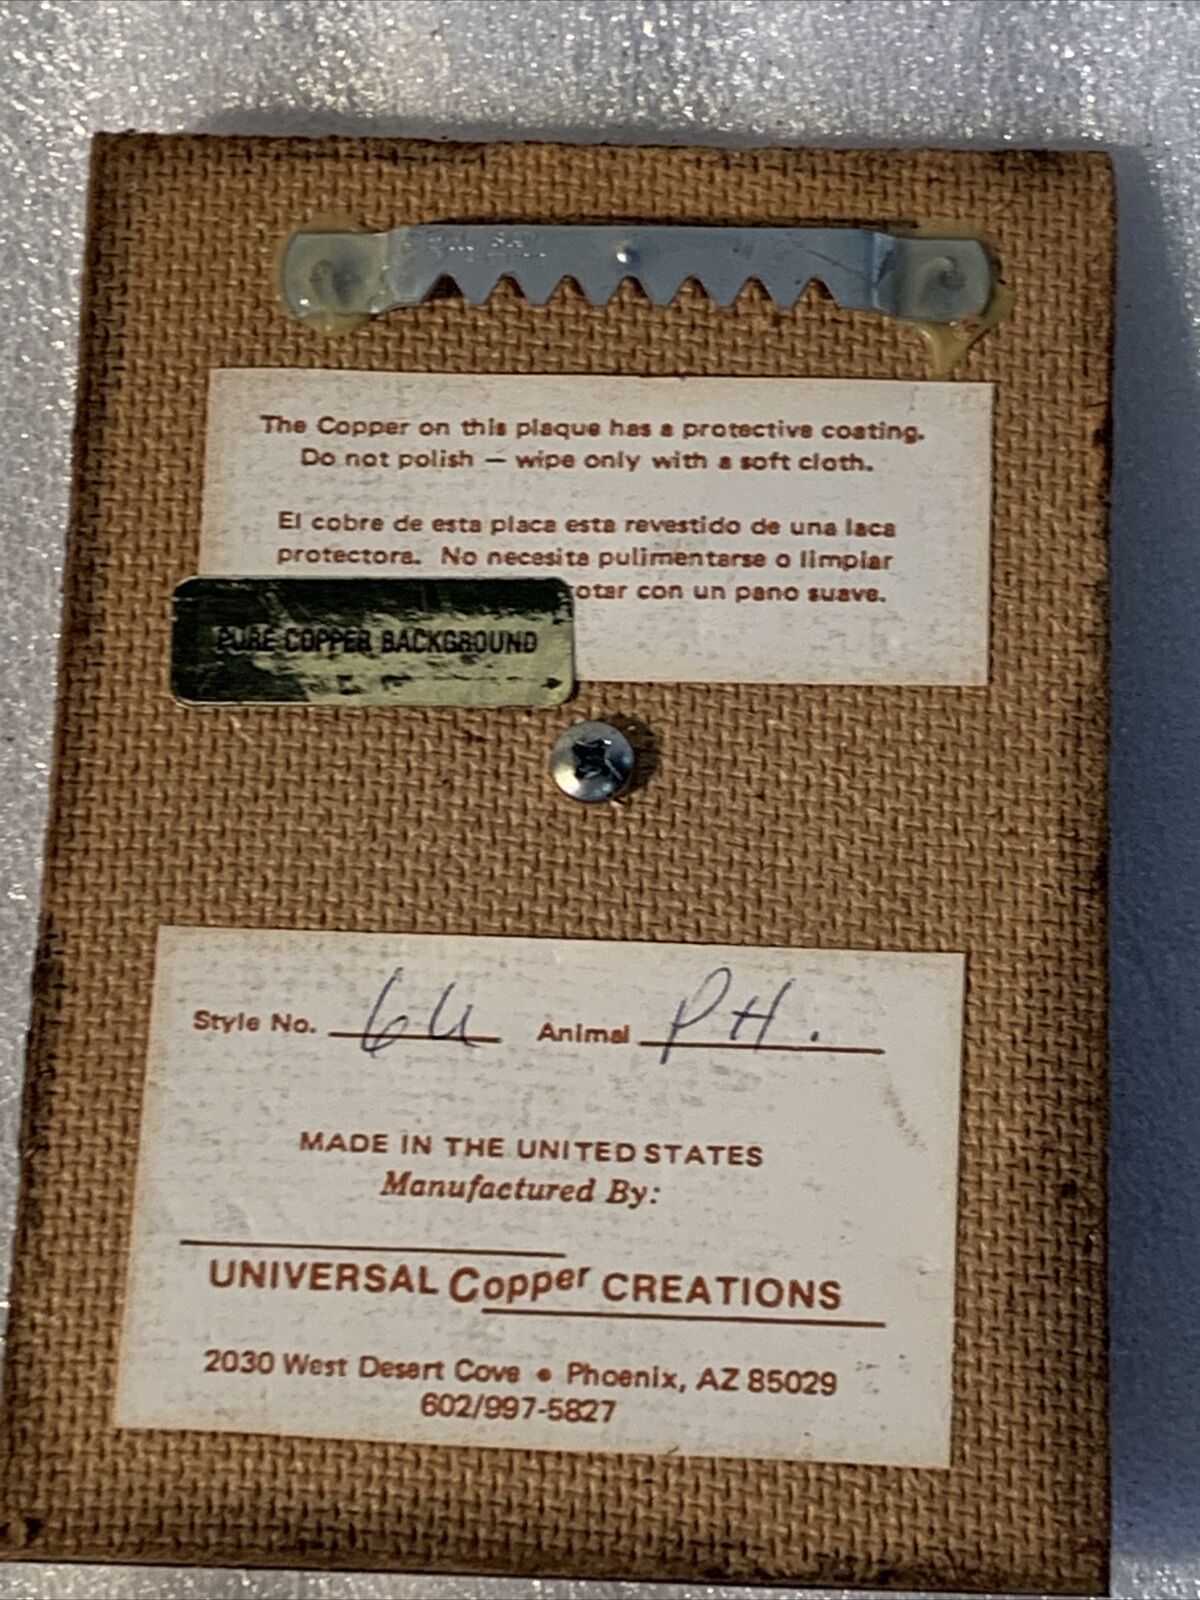 The Copper on this plaque has a protective coating.
Do not polish — wipe only with a soft cloth.
El cobre de esta placa esta revestido de una laca
protectora. No necesita pulimentarse o limpiar
otar con un pano suave.
PURE COPPER BACKGROUND
Style No. 6U Animal PH.
MADE IN THE UNITED STATES
Manufactured By:
UNIVERSAL Copper CREATIONS
2030 West Desert Cove • Phoenix, AZ 85029
602/997-5827